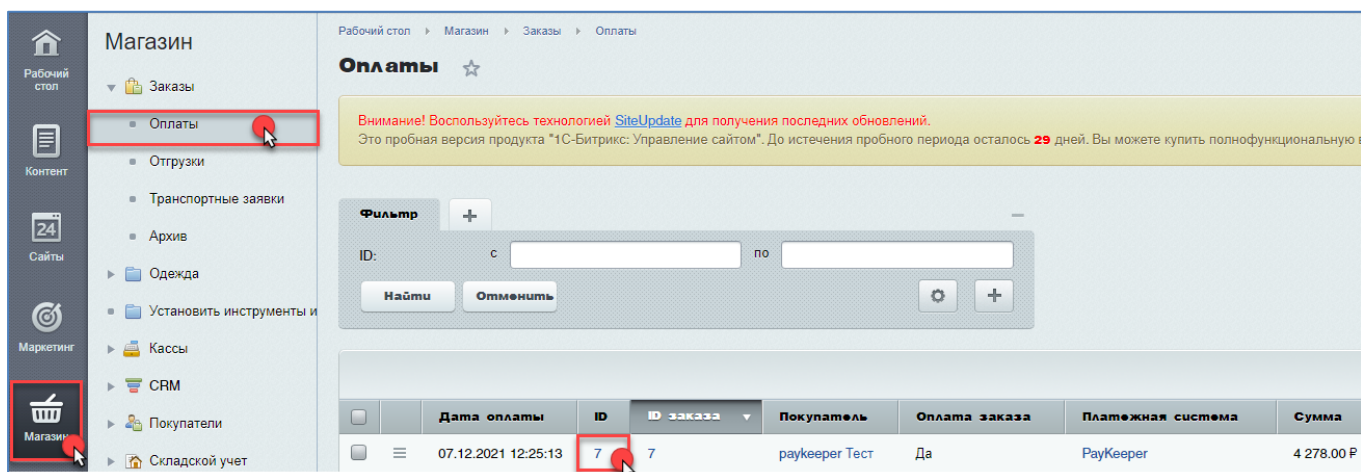 Рабочий стол
Контент
24
Сайты
Маркетинг
Магазин
Магазин
Заказы
Оплаты
Отгрузки
Транспортные заявки
Архив
Одежда
Установить инструменты и
Кассы
CRM
Покупатели
Складской учет
Рабочий стол Магазин Заказы Оплаты
Оплаты
Внимание! Воспользуйтесь технологией SiteUpdate для получения последних обновлений.
Это пробная версия продукта "1С-Битрикс: Управление сайтом". До истечения пробного периода осталось 29 дней. Вы можете купить полнофункциональную
Фильтр +
ID: с по
Найти Отменить +
Дата оплаты ID ID заказа Покупатель Оплата заказа Платежная система Сумма
07.12.2021 12:25:13 7 7 paykeeper Тест Да PayKeeper 4 278.00 ₽